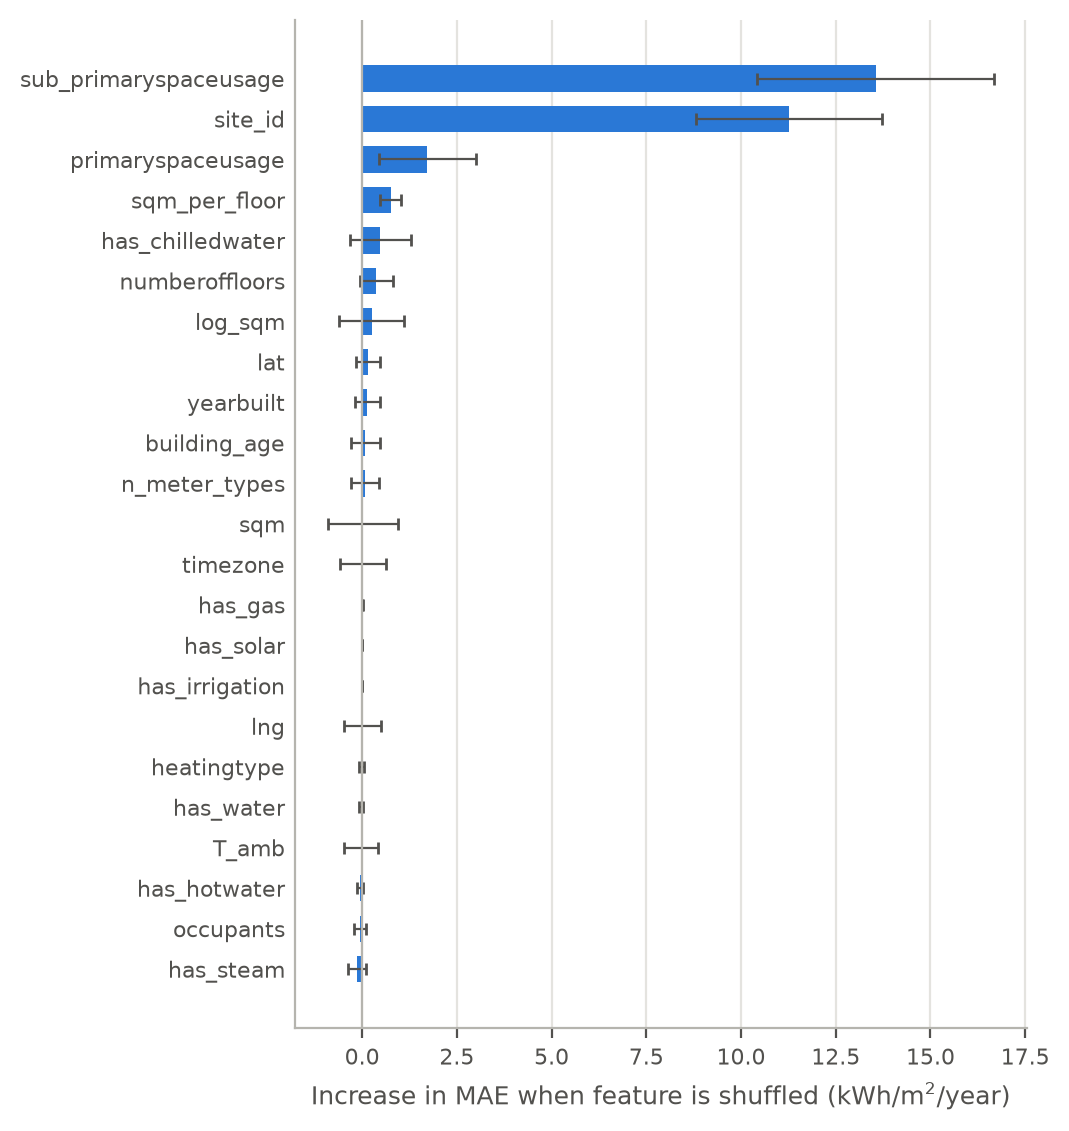 sub_primaryspaceusage
site_id
primaryspaceusage
sqm_per_floor
has_chilledwater
numberoffloors
log_sqm
lat
yearbuilt
building_age
n_meter_types
sqm
timezone
has_gas
has_solar
has_irrigation
lng
heatingtype
has_water
T_amb
has_hotwater
occupants
has_steam
0.0 2.5 5.0 7.5 10.0 12.5 15.0 17.5
Increase in MAE when feature is shuffled (kWh/m²/year)